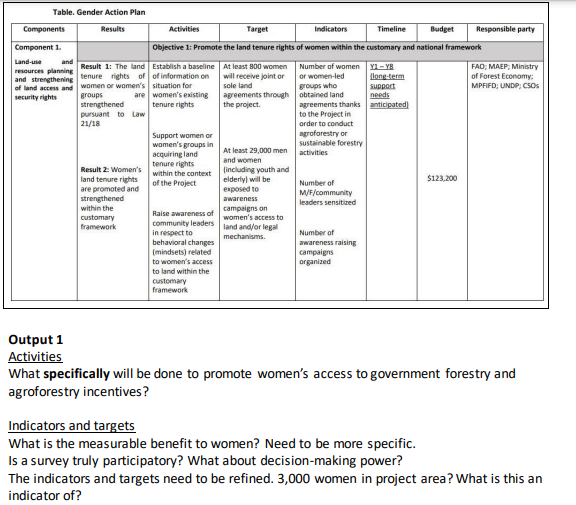 Table. Gender Action Plan
Components Results Activities Target Indicators Timeline Budget Responsible party
Component 1.
Land-use and
resources planning
and strengthening
of land access and
security rights
Objective 1: Promote the land tenure rights of women within the customary and national framework
Result 1: The land
tenure rights of
women or women's
groups are
strengthened
pursuant to Law
21/18
Result 2: Women's
land tenure rights
are promoted and
strengthened
within the
customary
framework
Establish a baseline
of information on
situation for
women's existing
tenure rights
Support women or
women's groups in
acquiring land
tenure rights
within the context
of the Project
Raise awareness of
community leaders
in respect to
behavioral changes
(mindsets) related
to women's access
to land within the
customary
framework
At least 800 women
will receive joint or
sole land
agreements through
the project.
At least 29,000 men
and women
(including youth and
elderly) will be
exposed to
awareness
campaigns on
women's access to
land and/or legal
mechanisms.
Number of women
or women-led
groups who
obtained land
agreements thanks
to the Project in
order to conduct
agroforestry or
sustainable forestry
activities
Number of
M/F/community
leaders sensitized
Number of
awareness raising
campaigns
organized
Y1 – Y8
(long-term
support
needs
anticipated)
$123,200
FAO; MAEP; Ministry
of Forest Economy;
MPFIFD; UNDP; CSOs
Output 1
Activities
What specifically will be done to promote women's access to government forestry and
agroforestry incentives?
Indicators and targets
What is the measurable benefit to women? Need to be more specific.
Is a survey truly participatory? What about decision-making power?
The indicators and targets need to be refined. 3,000 women in project area? What is this an
indicator of?